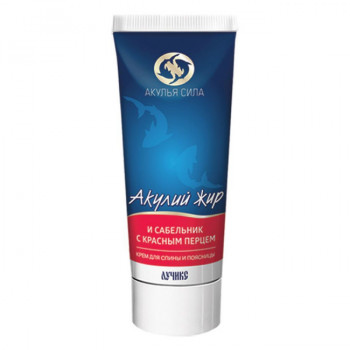 АКУЛЬЯ СИЛА
Акулий жир
И САБЕЛЬНИК
С КРАСНЫМ ПЕРЦЕМ
КРЕМ ДЛЯ СПИНЫ И ПОЯСНИЦЫ
ЛУЧИКС